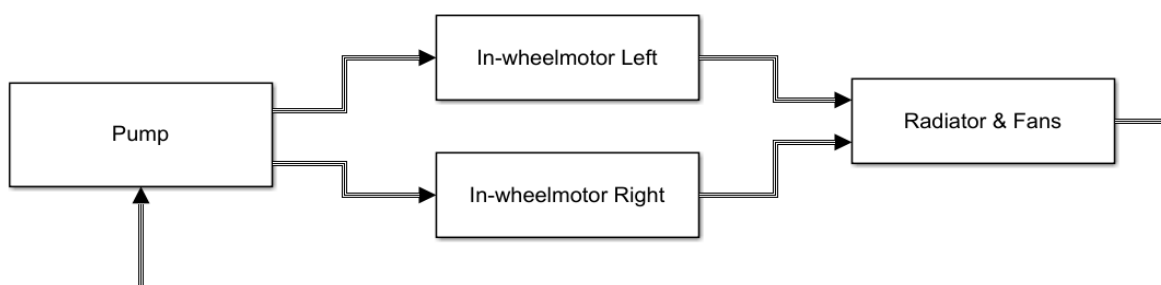 In-wheelmotor Left
Pump
Radiator & Fans
In-wheelmotor Right